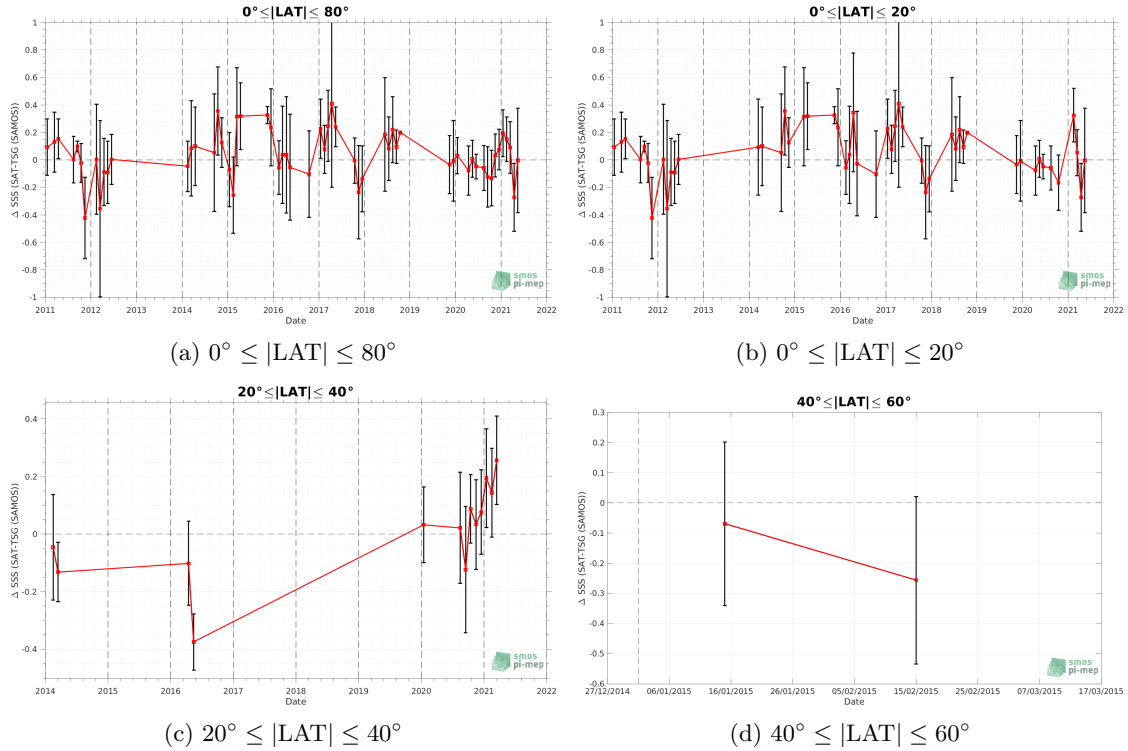 0°≤|LAT|≤ 80°
Δ SSS (SAT-TSG (SAMOS))
1
0.8
0.6
0.4
0.2
0
-0.2
-0.4
-0.6
-0.8
-1
2011 2012 2013 2014 2015 2016 2017 2018 2019 2020 2021 2022
Date
smos
pi-mep
(a) 0° ≤ |LAT| ≤ 80°
0°≤|LAT|≤ 20°
Δ SSS (SAT-TSG (SAMOS))
1
0.8
0.6
0.4
0.2
0
-0.2
-0.4
-0.6
-0.8
-1
2011 2012 2013 2014 2015 2016 2017 2018 2019 2020 2021 2022
Date
smos
pi-mep
(b) 0° ≤ |LAT| ≤ 20°
20°≤|LAT|≤ 40°
Δ SSS (SAT-TSG (SAMOS))
0.4
0.2
0
-0.2
-0.4
2014 2015 2016 2017 2018 2019 2020 2021 2022
Date
smos
pi-mep
(c) 20° ≤ |LAT| ≤ 40°
40°≤|LAT|≤ 60°
Δ SSS (SAT-TSG (SAMOS))
0.3
0.2
0.1
0
-0.1
-0.2
-0.3
-0.4
-0.5
-0.6
27/12/2014 06/01/2015 16/01/2015 26/01/2015 05/02/2015 15/02/2015 25/02/2015 07/03/2015 17/03/2015
Date
smos
pi-mep
(d) 40° ≤ |LAT| ≤ 60°